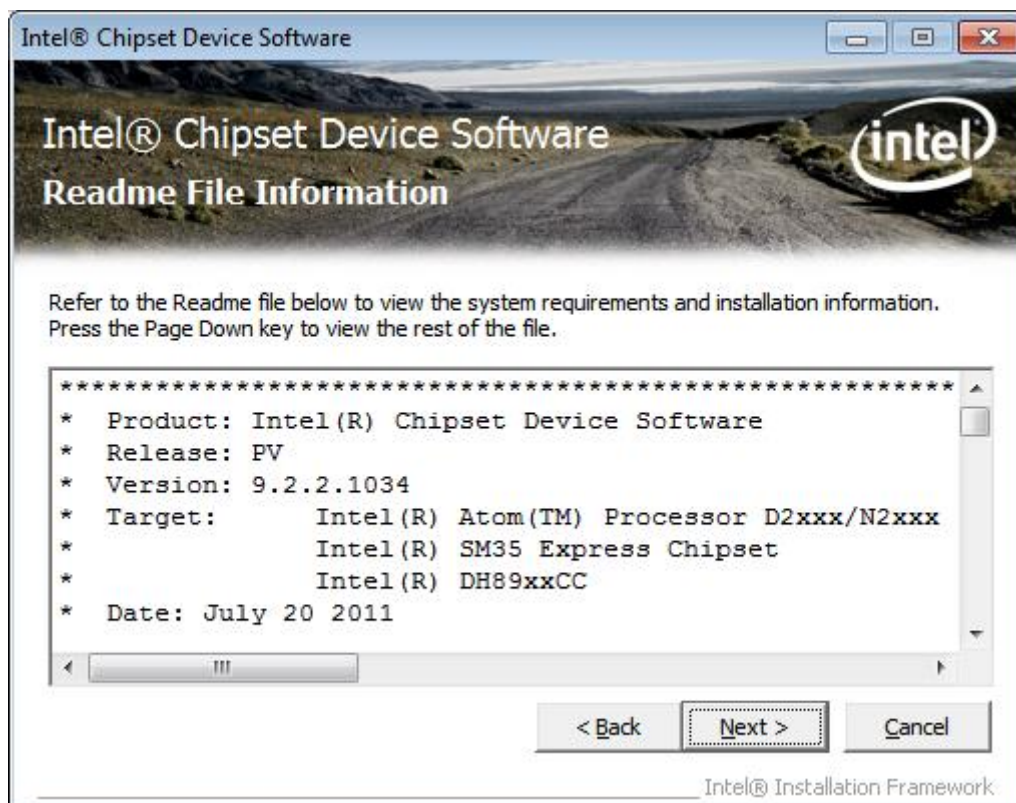 Intel® Chipset Device Software
Intel® Chipset Device Software
intel®
Readme File Information
Refer to the Readme file below to view the system requirements and installation information.
Press the Page Down key to view the rest of the file.
********************************************************
* Product: Intel(R) Chipset Device Software
* Release: PV
* Version: 9.2.2.1034
* Target: Intel(R) Atom(TM) Processor D2xxx/N2xxx
* Intel(R) SM35 Express Chipset
* Intel(R) DH89xxCC
* Date: July 20 2011
< Back Next > Cancel
Intel® Installation Framework